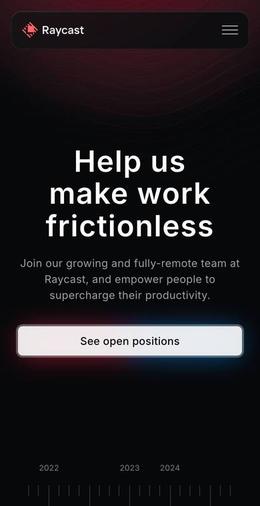 Raycast
Help us
make work
frictionless
Join our growing and fully-remote team at
Raycast, and empower people to
supercharge their productivity.
See open positions
2022 2023 2024